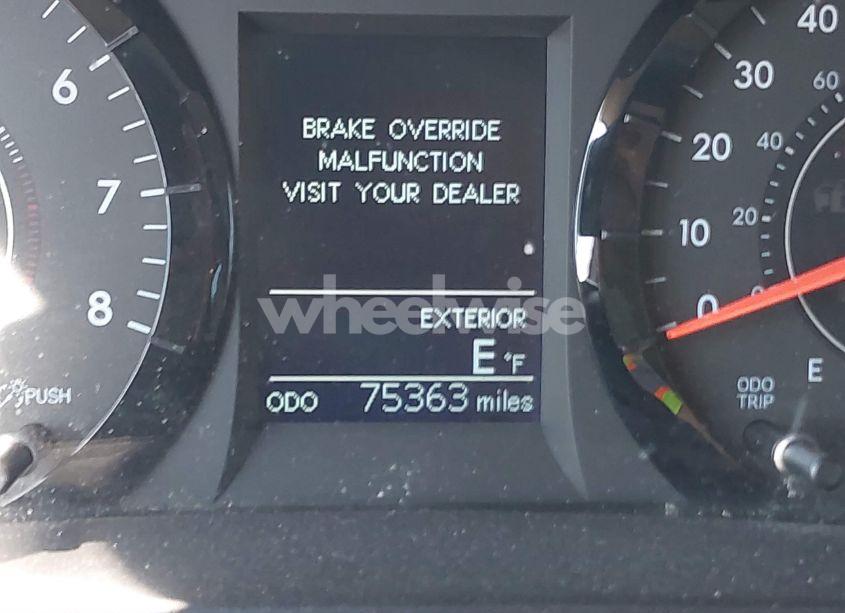 6
7
8
PUSH
BRAKE OVERRIDE
MALFUNCTION
VISIT YOUR DEALER
wheelwise
EXTERIOR
E °F
ODO 75363 miles
40
30
20
10
0
60
40
20
0
ODO
TRIP
E